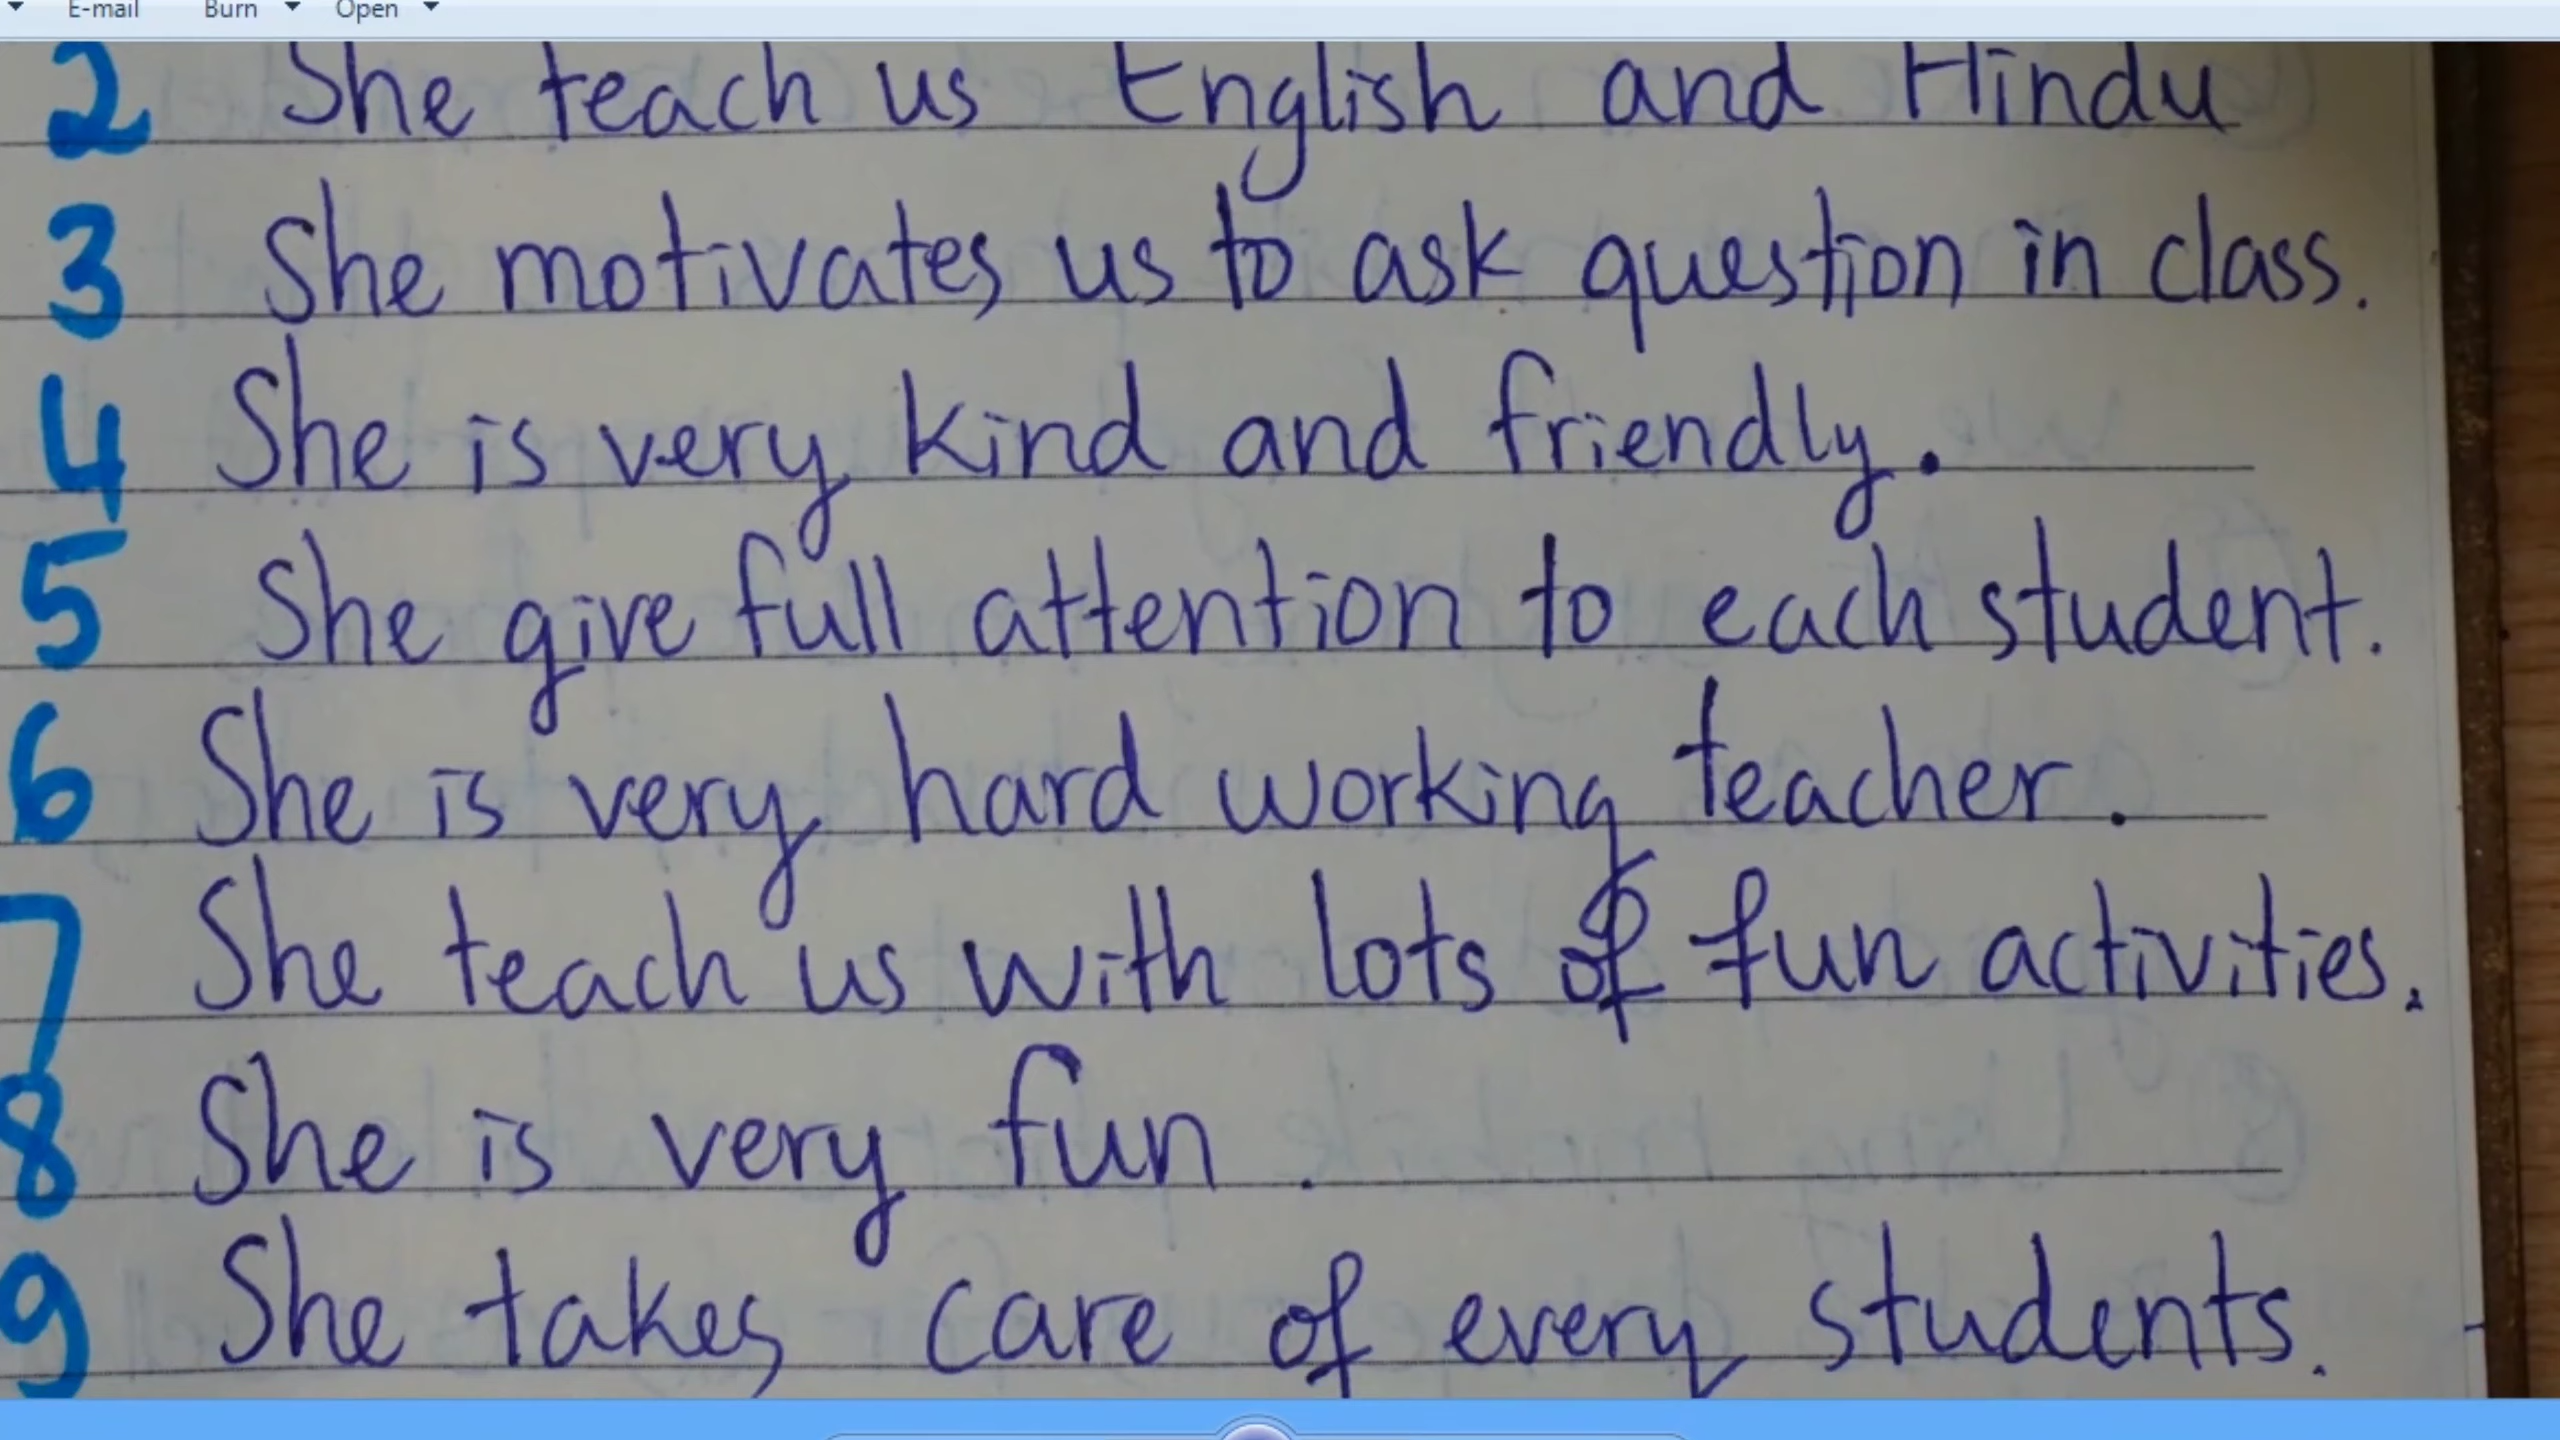 E-mail Burn Open
2 She teach us English and Hindu
3 She motivates us to ask question in class.
4 She is very kind and friendly.
5 She give full attention to each student.
6 She is very hard working teacher.
7 She teach us with lots of fun activities.
8 She is very fun.
9 She takes care of every students.